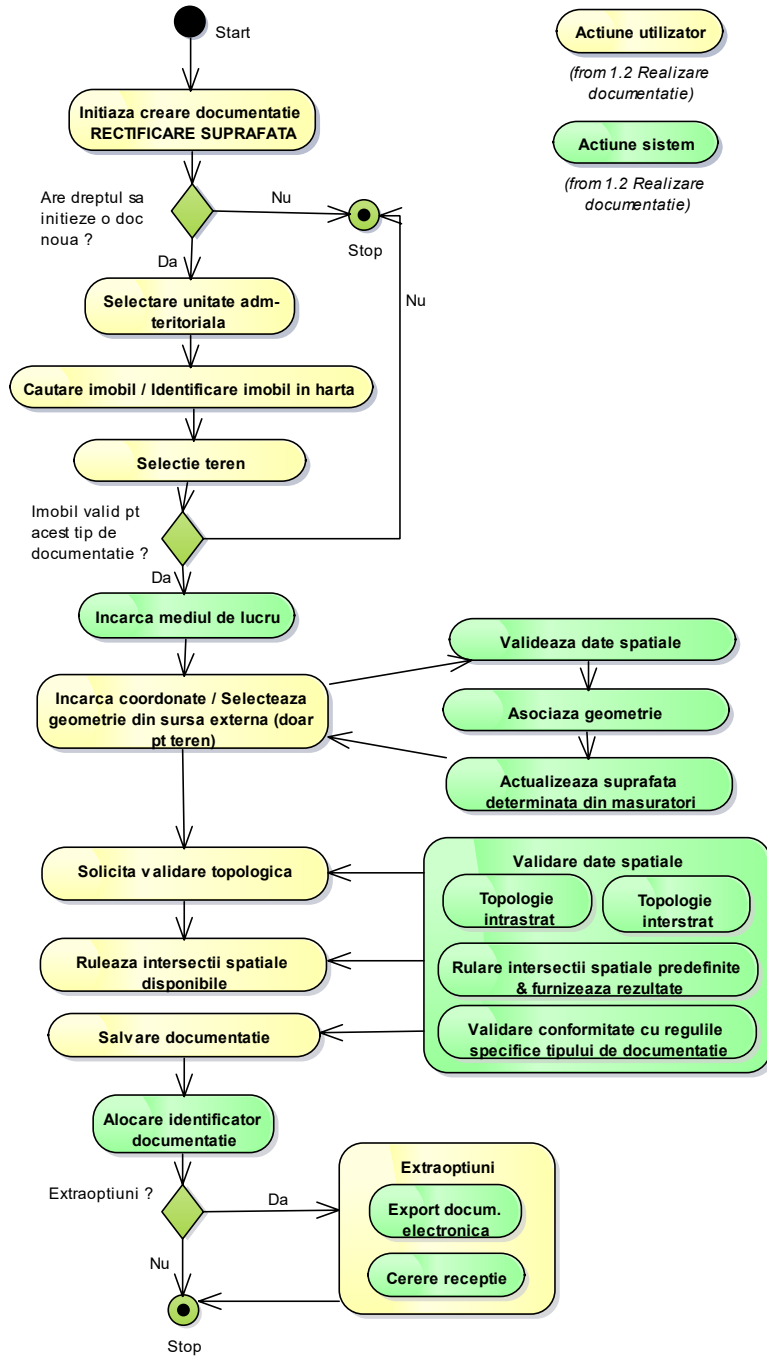 Start
Actiune utilizator
(from 1.2 Realizare
documentatie)
Initiaza creare documentatie
RECTIFICARE SUPRAFATA
Actiune sistem
(from 1.2 Realizare
documentatie)
Are dreptul sa
initieze o doc
noua ?
Nu
Stop
Da
Selectare unitate adm-
teritoriala
Nu
Cautare imobil / Identificare imobil in harta
Selectie teren
Imobil valid pt
acest tip de
documentatie ?
Da
Incarca mediul de lucru
Incarca coordonate / Selecteaza
geometrie din sursa externa (doar
pt teren)
Valideaza date spatiale
Asociaza geometrie
Actualizeaza suprafata
determinata din masuratori
Solicita validare topologica
Ruleaza intersectii spatiale
disponibile
Salvare documentatie
Validare date spatiale
Topologie
intrastrat
Topologie
interstrat
Rulare intersectii spatiale predefinite
& furnizeaza rezultate
Validare conformitate cu regulile
specifice tipului de documentatie
Alocare identificator
documentatie
Extraoptiuni ?
Da
Nu
Extraoptiuni
Export docum.
electronica
Cerere receptie
Stop